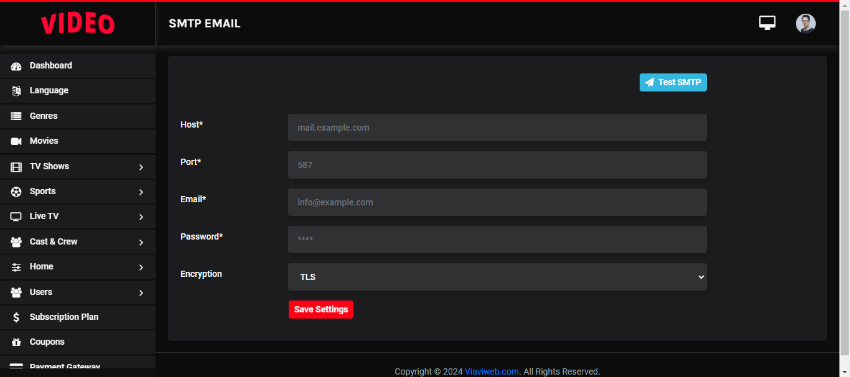 VIDEO
SMTP EMAIL
Dashboard
Language
Genres
Movies
TV Shows
Sports
Live TV
Cast & Crew
Home
Users
Subscription Plan
Coupons
Payment Gateway
Test SMTP
Host*
mail.example.com
Port*
587
Email*
info@example.com
Password*
****
Encryption
TLS
Save Settings
Copyright © 2024 Viaviweb.com. All Rights Reserved.